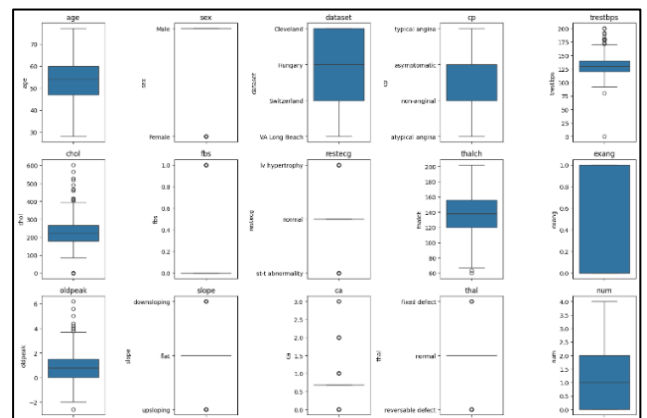 age
sex
dataset
cp
trestbps
70
60
50
40
30
age
Male
Female
sex
Cleveland
Hungary
Switzerland
VA Long Beach
dataset
typical angina
asymptomatic
non-anginal
atypical angina
cp
200
175
150
125
100
75
50
25
0
trestbps
chol
fbs
restecg
thalch
exang
600
500
400
300
200
100
0
chol
1.0
0.8
0.6
0.4
0.2
0.0
fbs
lv hypertrophy
normal
st-t abnormality
restecg
200
180
160
140
120
100
80
60
thalch
1.0
0.8
0.6
0.4
0.2
0.0
exang
oldpeak
slope
ca
thal
num
6
4
2
0
−2
oldpeak
downsloping
flat
upsloping
slope
3.0
2.5
2.0
1.5
1.0
0.5
0.0
ca
fixed defect
normal
reversable defect
thal
4.0
3.5
3.0
2.5
2.0
1.5
1.0
0.5
0.0
num